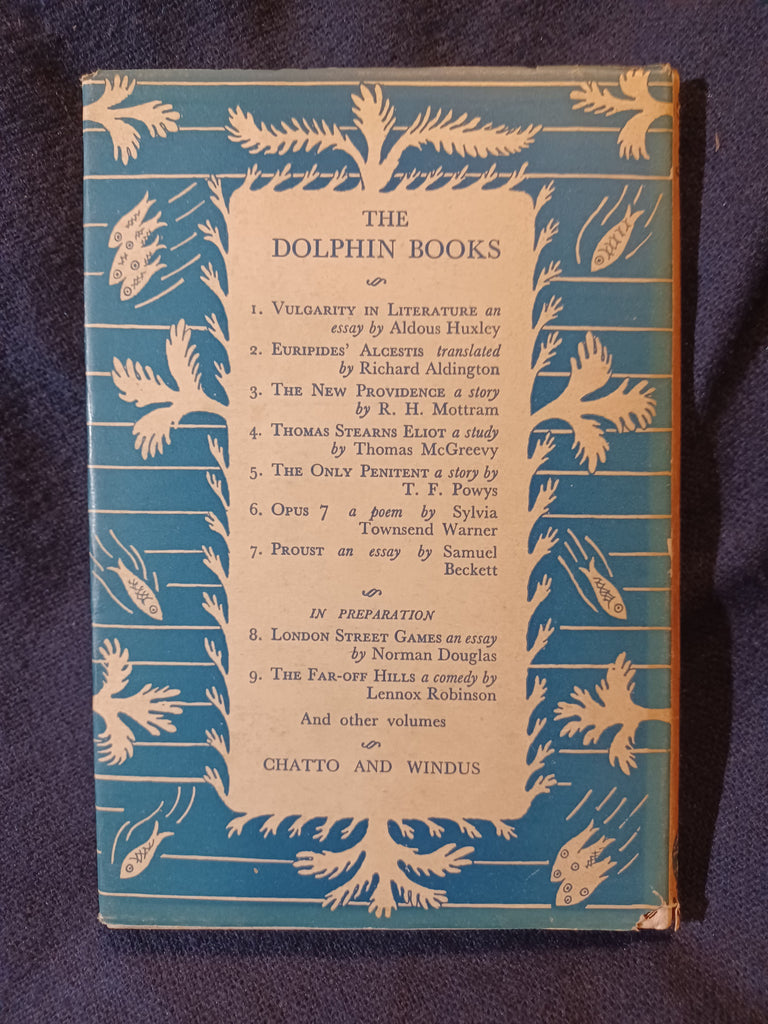 THE
DOLPHIN BOOKS
1. VULGARITY IN LITERATURE an
essay by Aldous Huxley
2. EURIPIDES' ALCESTIS translated
by Richard Aldington
3. THE NEW PROVIDENCE a story
by R. H. Mottram
4. THOMAS STEARNS ELIOT a study
by Thomas McGreevy
5. THE ONLY PENITENT a story by
T. F. Powys
6. OPUS 7 a poem by Sylvia
Townsend Warner
7. PROUST an essay by Samuel
Beckett
IN PREPARATION
8. LONDON STREET GAMES an essay
by Norman Douglas
9. THE FAR-OFF HILLS a comedy by
Lennox Robinson
And other volumes
CHATTO AND WINDUS